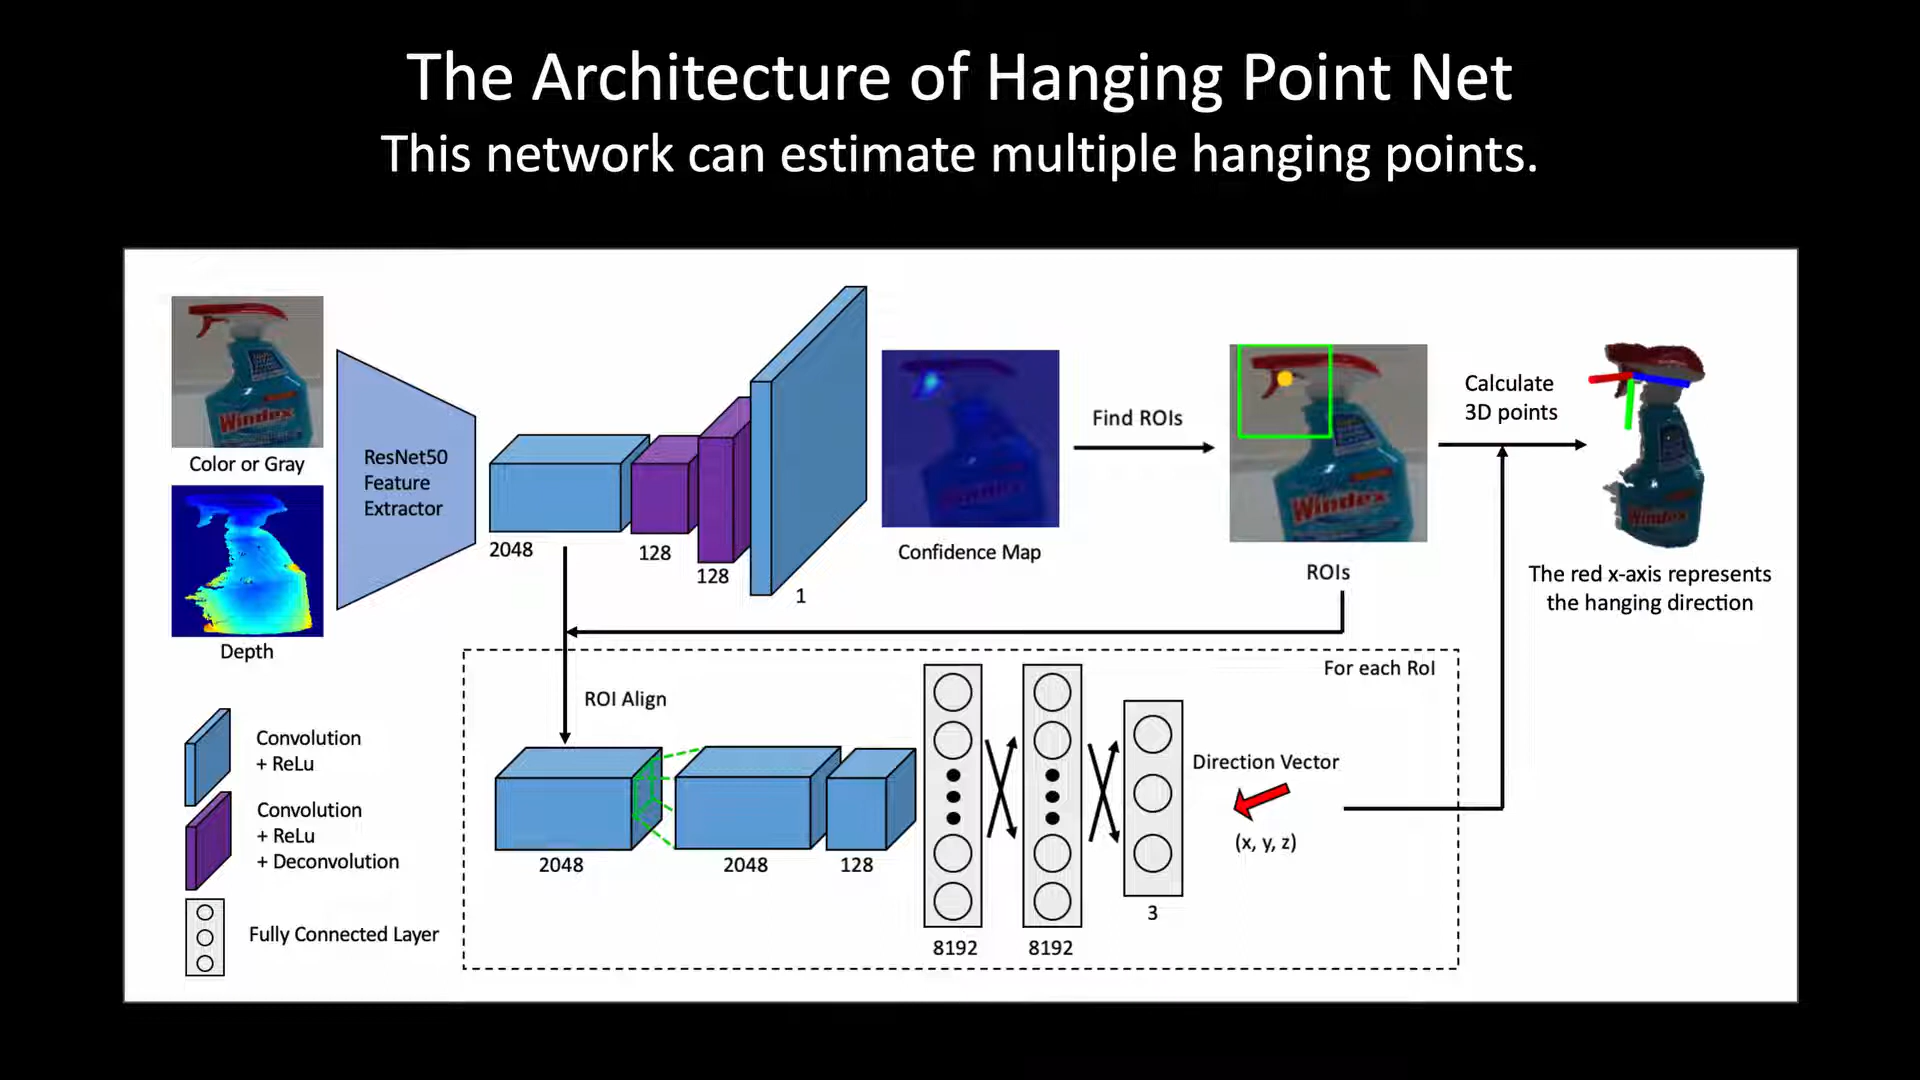 The Architecture of Hanging Point Net
This network can estimate multiple hanging points.
Windex
Color or Gray
Depth
ResNet50
Feature
Extractor
2048
128
128
1
Confidence Map
Find ROIs
Windex
ROIs
Calculate
3D points
Windex
The red x-axis represents
the hanging direction
For each RoI
ROI Align
2048
2048
128
8192
8192
3
Direction Vector
(x, y, z)
Convolution
+ ReLu
Convolution
+ ReLu
+ Deconvolution
Fully Connected Layer